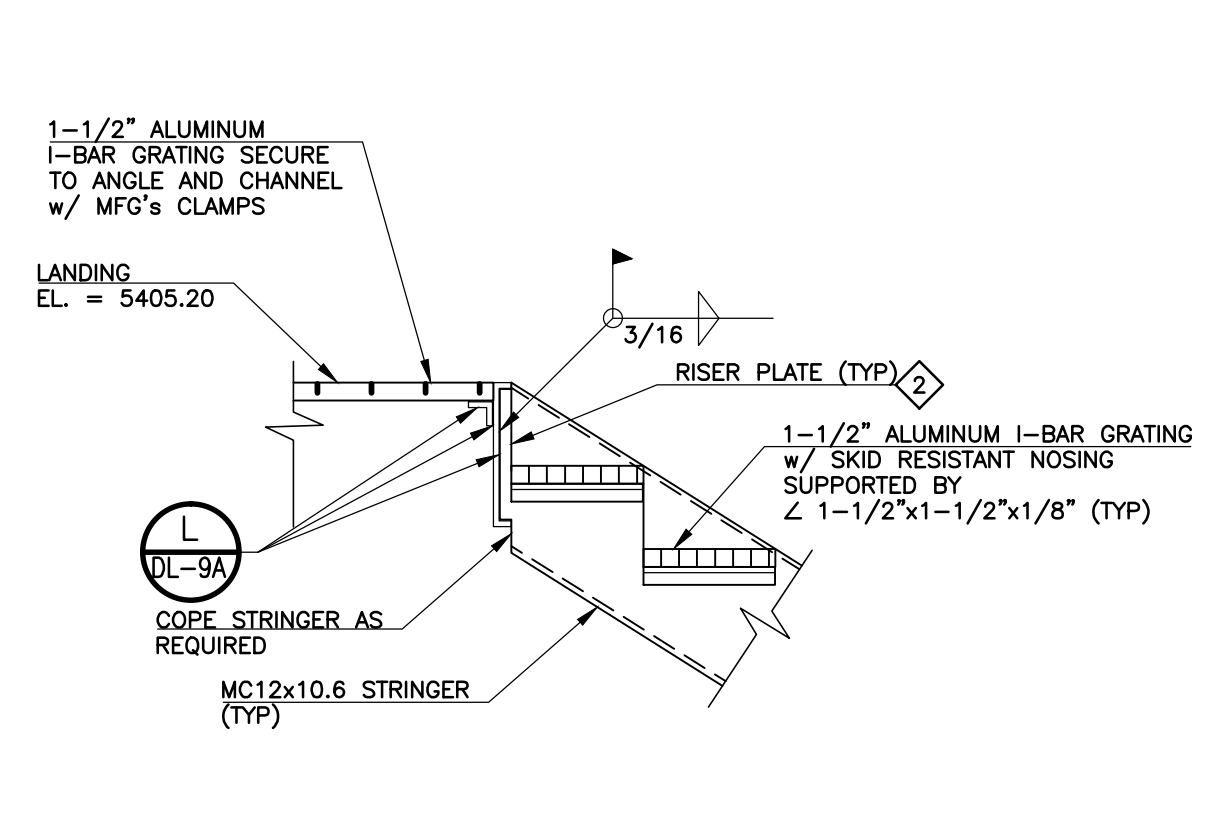 1-1/2" ALUMINUM
I-BAR GRATING SECURE
TO ANGLE AND CHANNEL
w/ MFG's CLAMPS
LANDING
EL. = 5405.20
3/16
RISER PLATE (TYP)
2
1-1/2" ALUMINUM I-BAR GRATING
w/ SKID RESISTANT NOSING
SUPPORTED BY
∠ 1-1/2"x1-1/2"x1/8" (TYP)
L
DL-9A
COPE STRINGER AS
REQUIRED
MC12x10.6 STRINGER
(TYP)